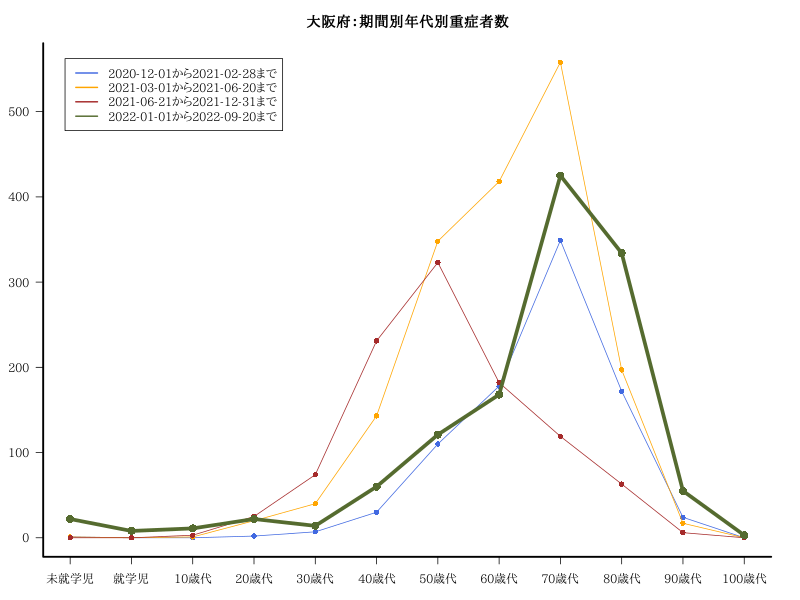 大阪府：期間別年代別重症者数
2020-12-01から2021-02-28まで
2021-03-01から2021-06-20まで
2021-06-21から2021-12-31まで
2022-01-01から2022-09-20まで
500
400
300
200
100
0
未就学児 就学児 10歳代 20歳代 30歳代 40歳代 50歳代 60歳代 70歳代 80歳代 90歳代 100歳代